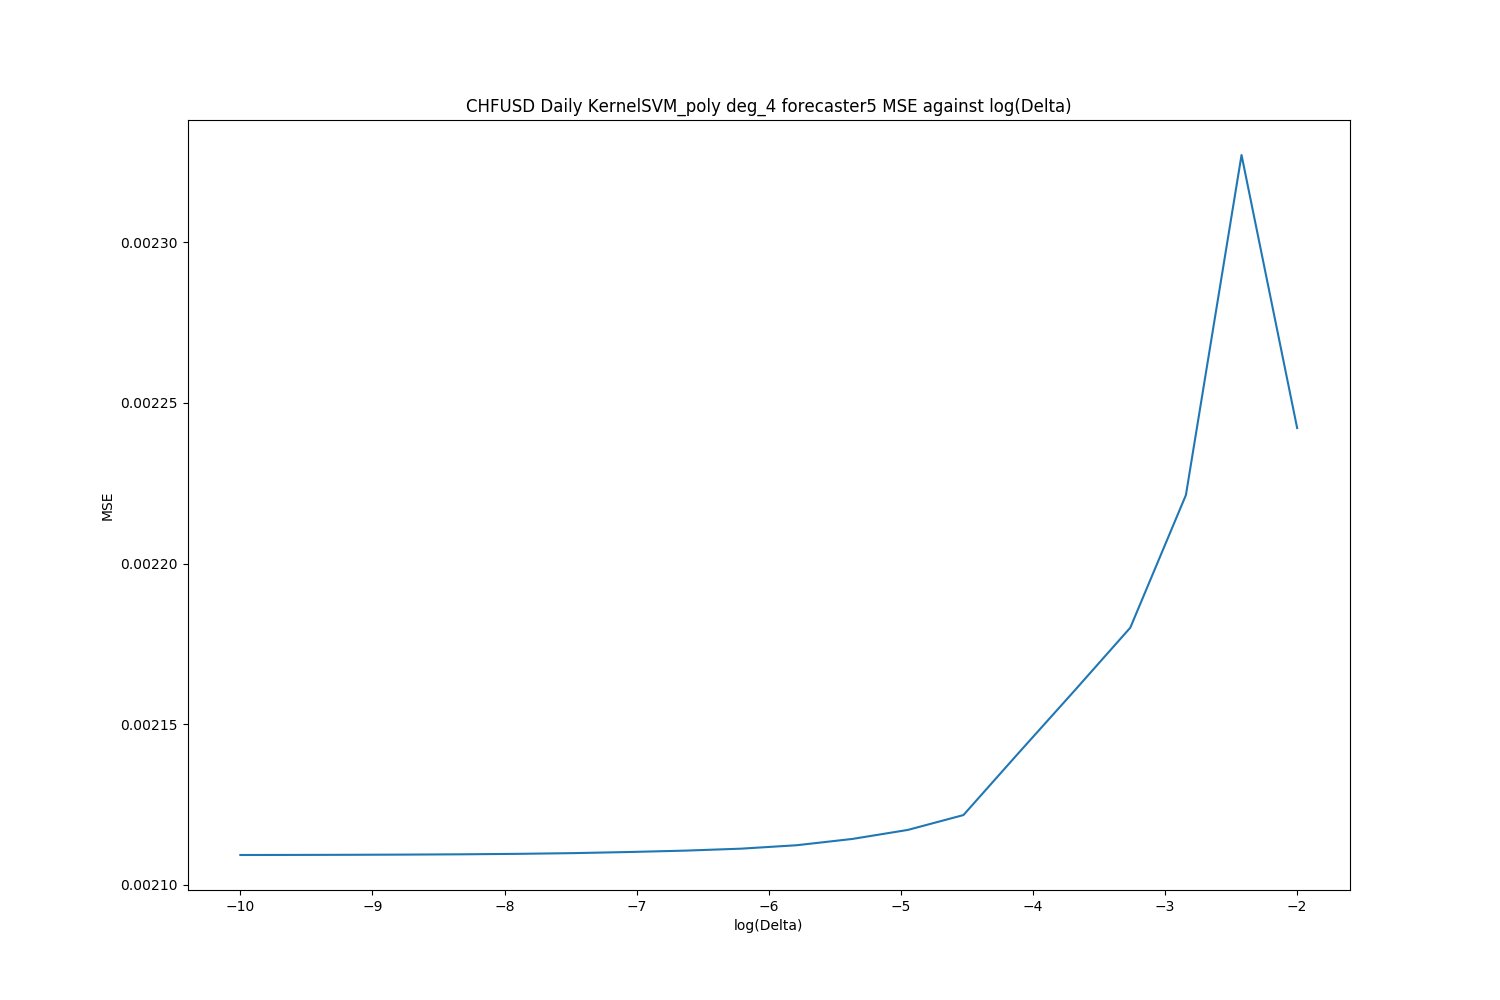 CHFUSD Daily KernelSVM_poly deg_4 forecaster5 MSE against log(Delta)
MSE
0.00230
0.00225
0.00220
0.00215
0.00210
−10 −9 −8 −7 −6 −5 −4 −3 −2
log(Delta)